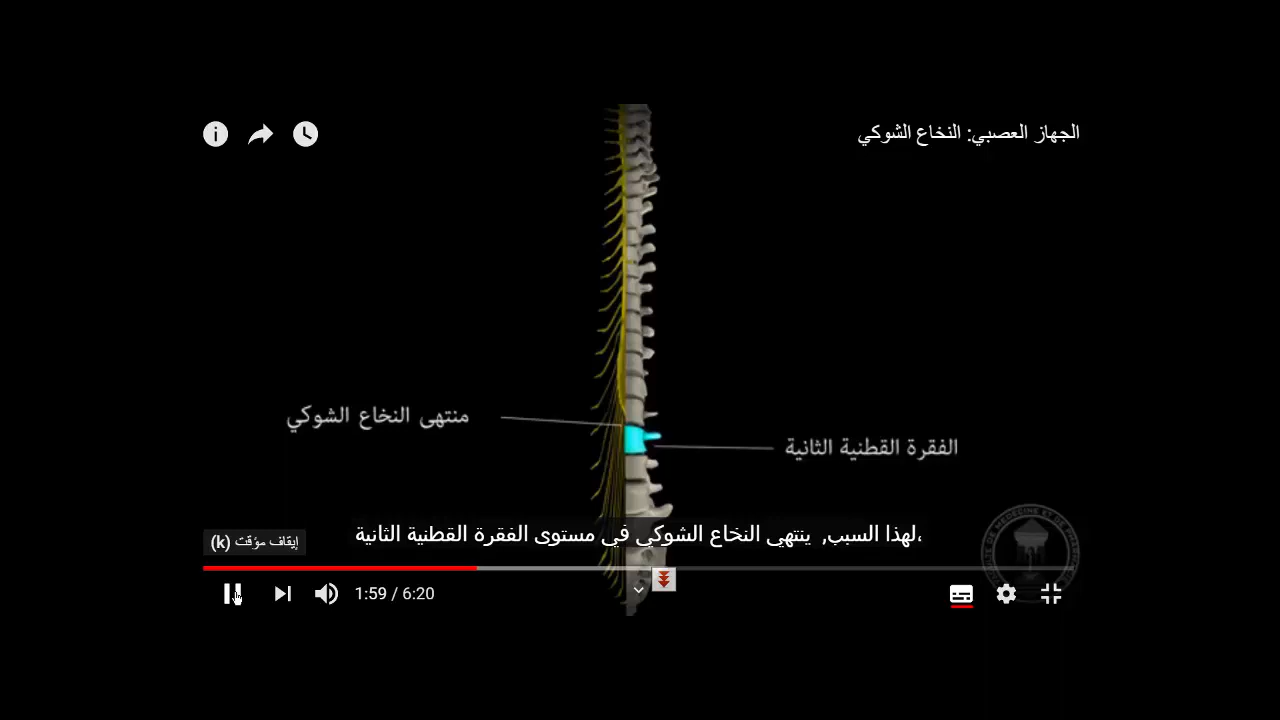 الجهاز العصبي: النخاع الشوكي
منتهى النخاع الشوكي
الفقرة القطنية الثانية
لهذا السبب, ينتهي النخاع الشوكي في مستوى الفقرة القطنية الثانية،
إيقاف مؤقت (k)
1:59 / 6:20